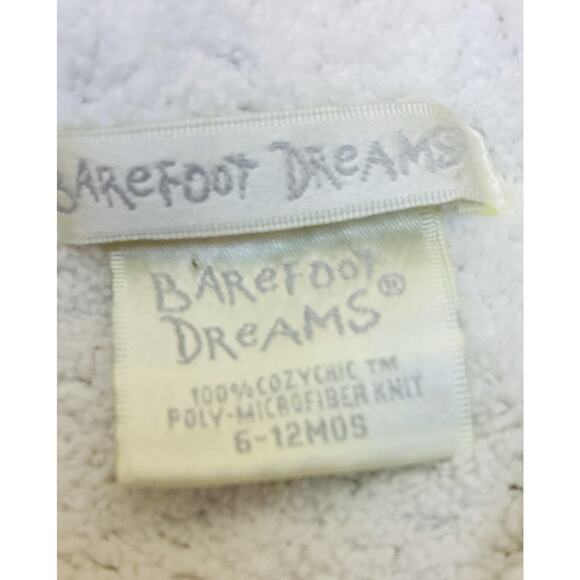 BAREFOOT DREAMS
BAREFOOT
DREAMS®
100% COZYCHIC TM
POLY-MICROFIBER KNIT
6-12MOS